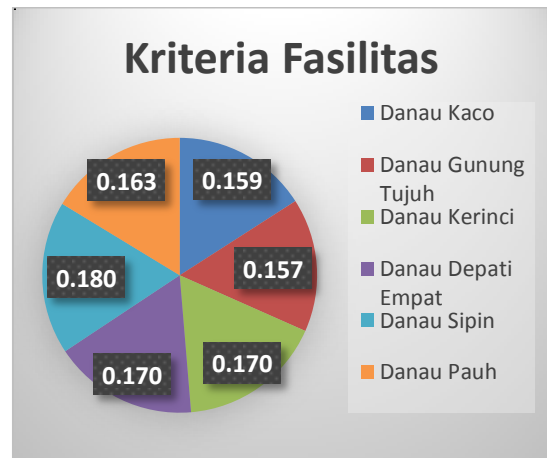 Kriteria Fasilitas
0.163
0.159
0.157
0.180
0.170
0.170
Danau Kaco
Danau Gunung
Tujuh
Danau Kerinci
Danau Depati
Empat
Danau Sipin
Danau Pauh